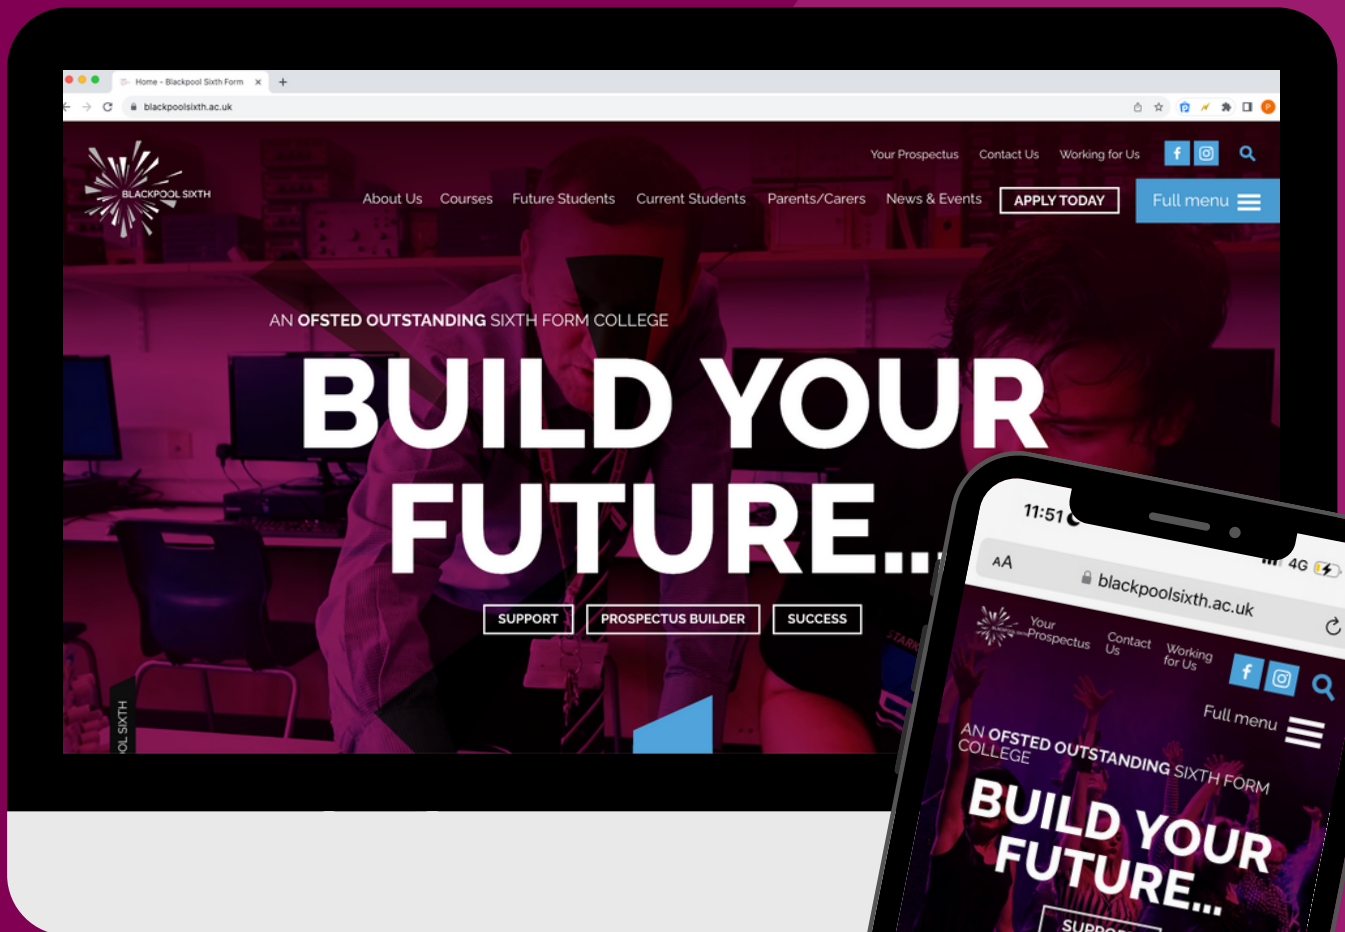 Home - Blackpool Sixth Form
blackpoolsixth.ac.uk
Your Prospectus Contact Us Working for Us
BLACKPOOL SIXTH
About Us Courses Future Students Current Students Parents/Carers News & Events APPLY TODAY Full menu
AN OFSTED OUTSTANDING SIXTH FORM COLLEGE
BUILD YOUR
FUTURE...
SUPPORT PROSPECTUS BUILDER SUCCESS
OL SIXTH
11:51 4G
AA blackpoolsixth.ac.uk
Your Prospectus Contact Us Working for Us
Full menu
AN OFSTED OUTSTANDING SIXTH FORM
COLLEGE
BUILD YOUR
FUTURE...